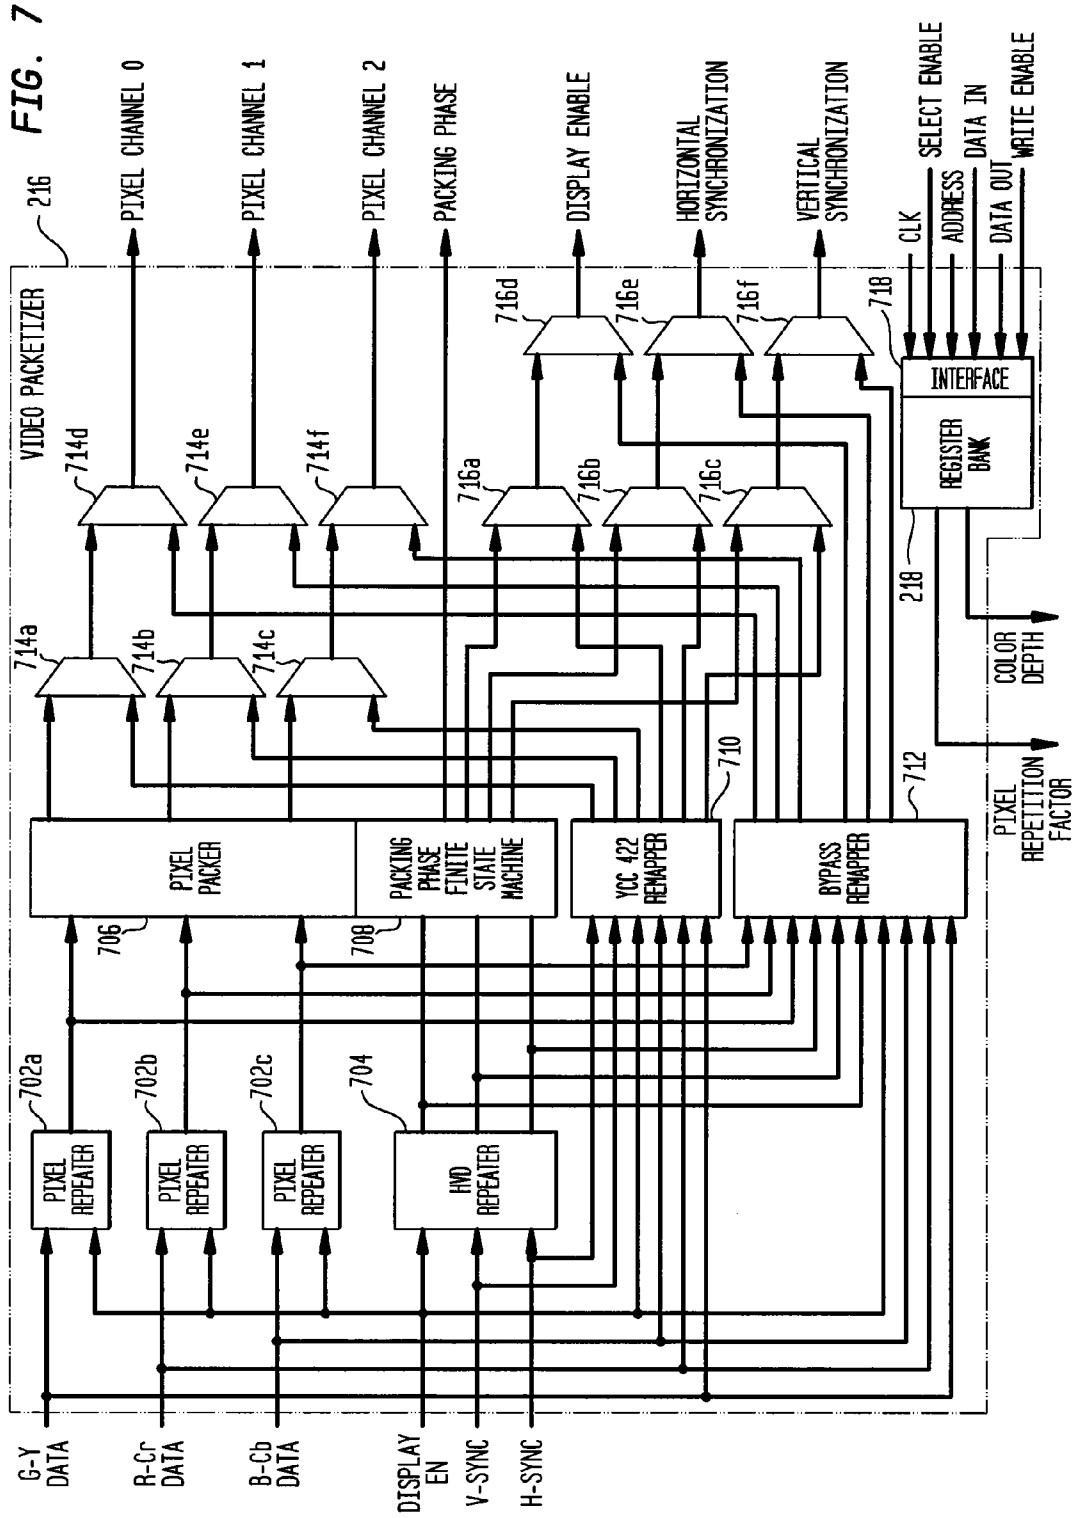 FIG. 7
VIDEO PACKETIZER
216
G-Y
DATA
R-Cr
DATA
B-Cb
DATA
DISPLAY
EN
V-SYNC
H-SYNC
702a
PIXEL
REPEATER
702b
PIXEL
REPEATER
702c
PIXEL
REPEATER
704
HVD
REPEATER
706
PIXEL
PACKER
708
PACKING
PHASE
FINITE
STATE
MACHINE
710
YCC 422
REMAPPER
712
BYPASS
REMAPPER
714a
714b
714c
714d
714e
714f
716a
716b
716c
716d
716e
716f
PIXEL CHANNEL 0
PIXEL CHANNEL 1
PIXEL CHANNEL 2
PACKING PHASE
DISPLAY ENABLE
HORIZONTAL
SYNCHRONIZATION
VERTICAL
SYNCHRONIZATION
718
INTERFACE
REGISTER
BANK
218
CLK
SELECT ENABLE
ADDRESS
DATA IN
DATA OUT
WRITE ENABLE
COLOR
DEPTH
PIXEL
REPETITION
FACTOR